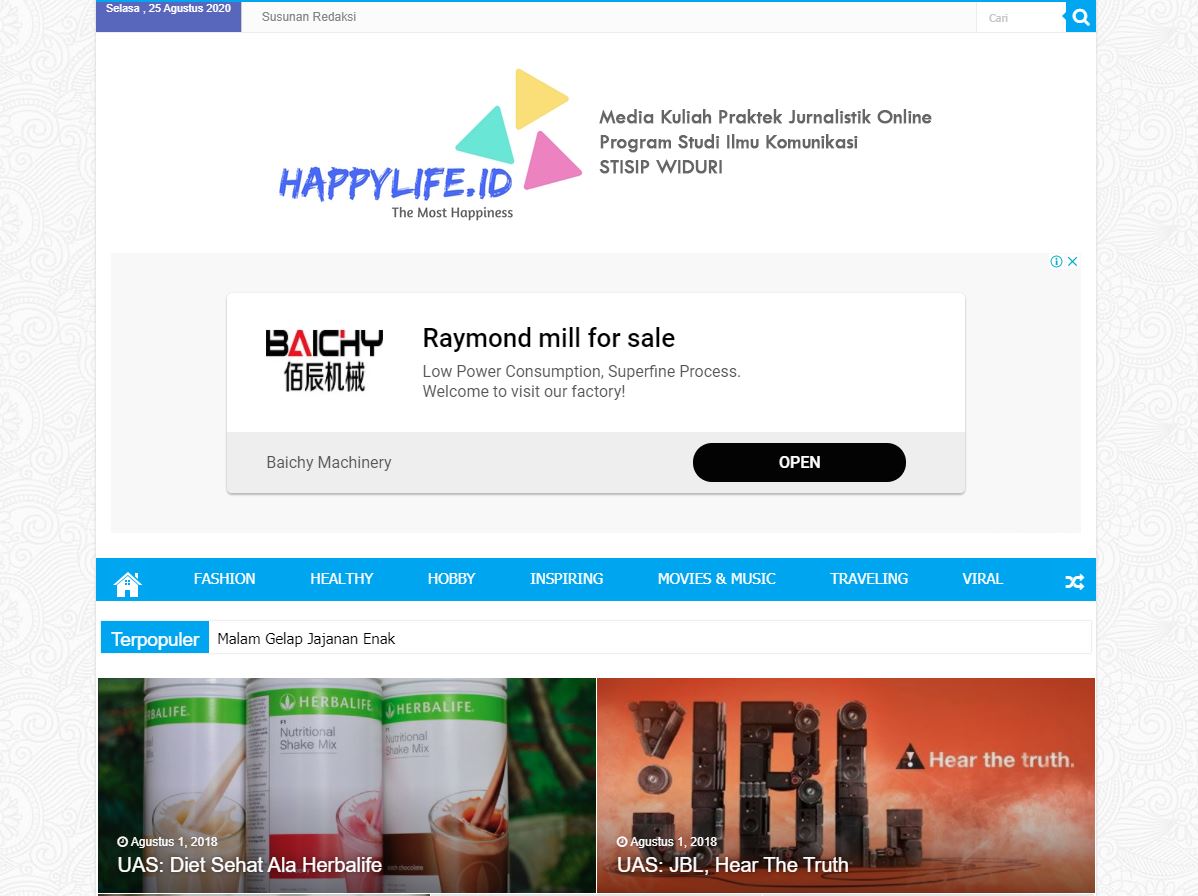 Selasa , 25 Agustus 2020
Susunan Redaksi
Cari
HAPPYLIFE.ID
The Most Happiness
Media Kuliah Praktek Jurnalistik Online
Program Studi Ilmu Komunikasi
STISIP WIDURI
BAICHY
佰辰机械
Raymond mill for sale
Low Power Consumption, Superfine Process.
Welcome to visit our factory!
Baichy Machinery
OPEN
FASHION HEALTHY HOBBY INSPIRING MOVIES & MUSIC TRAVELING VIRAL
Terpopuler
Malam Gelap Jajanan Enak
RBALIFE. HERBALIFE. HERBALIFE.
F1
Nutritional
Shake Mix
Nutritional
Shake Mix
rich chocolate
Agustus 1, 2018
UAS: Diet Sehat Ala Herbalife
JBL
Hear the truth.
Agustus 1, 2018
UAS: JBL, Hear The Truth